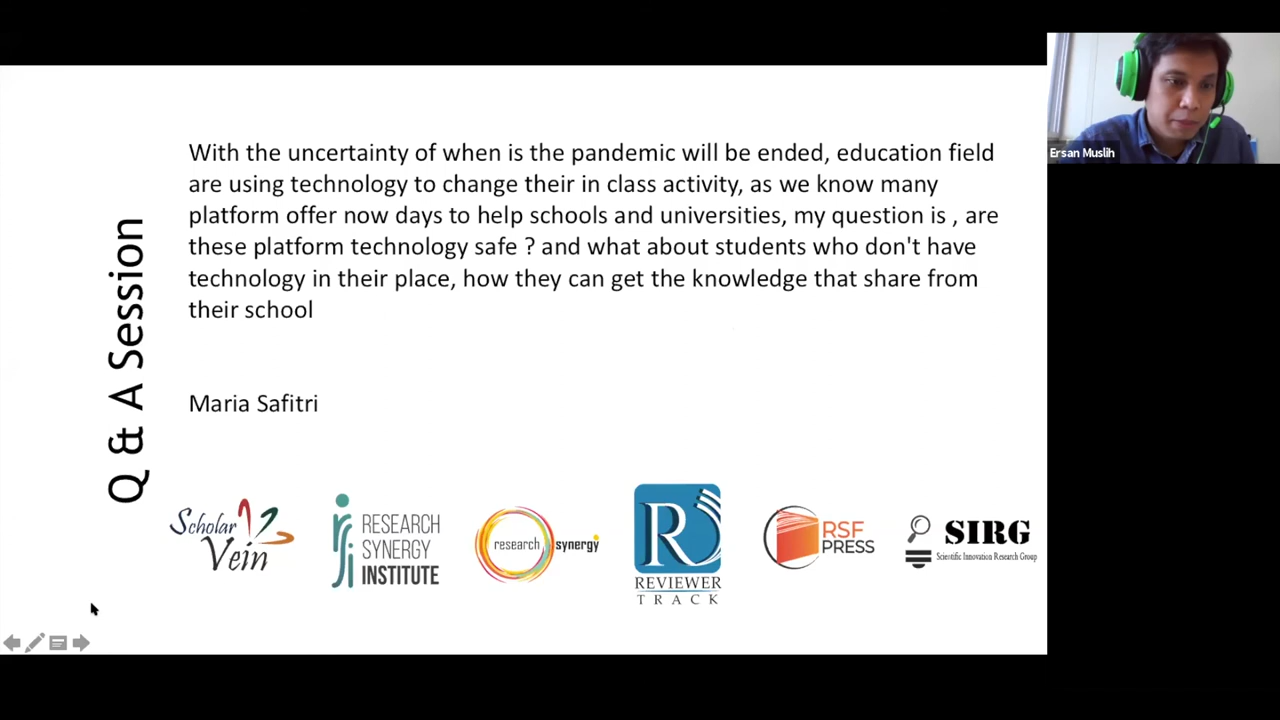 Ersan Muslih
Q & A Session
With the uncertainty of when is the pandemic will be ended, education field
are using technology to change their in class activity, as we know many
platform offer now days to help schools and universities, my question is , are
these platform technology safe ? and what about students who don't have
technology in their place, how they can get the knowledge that share from
their school
Maria Safitri
Scholar
Vein
RESEARCH
SYNERGY
INSTITUTE
research synergy
R
REVIEWER
TRACK
RSF
PRESS
SIRG
Scientific Innovation Research Group